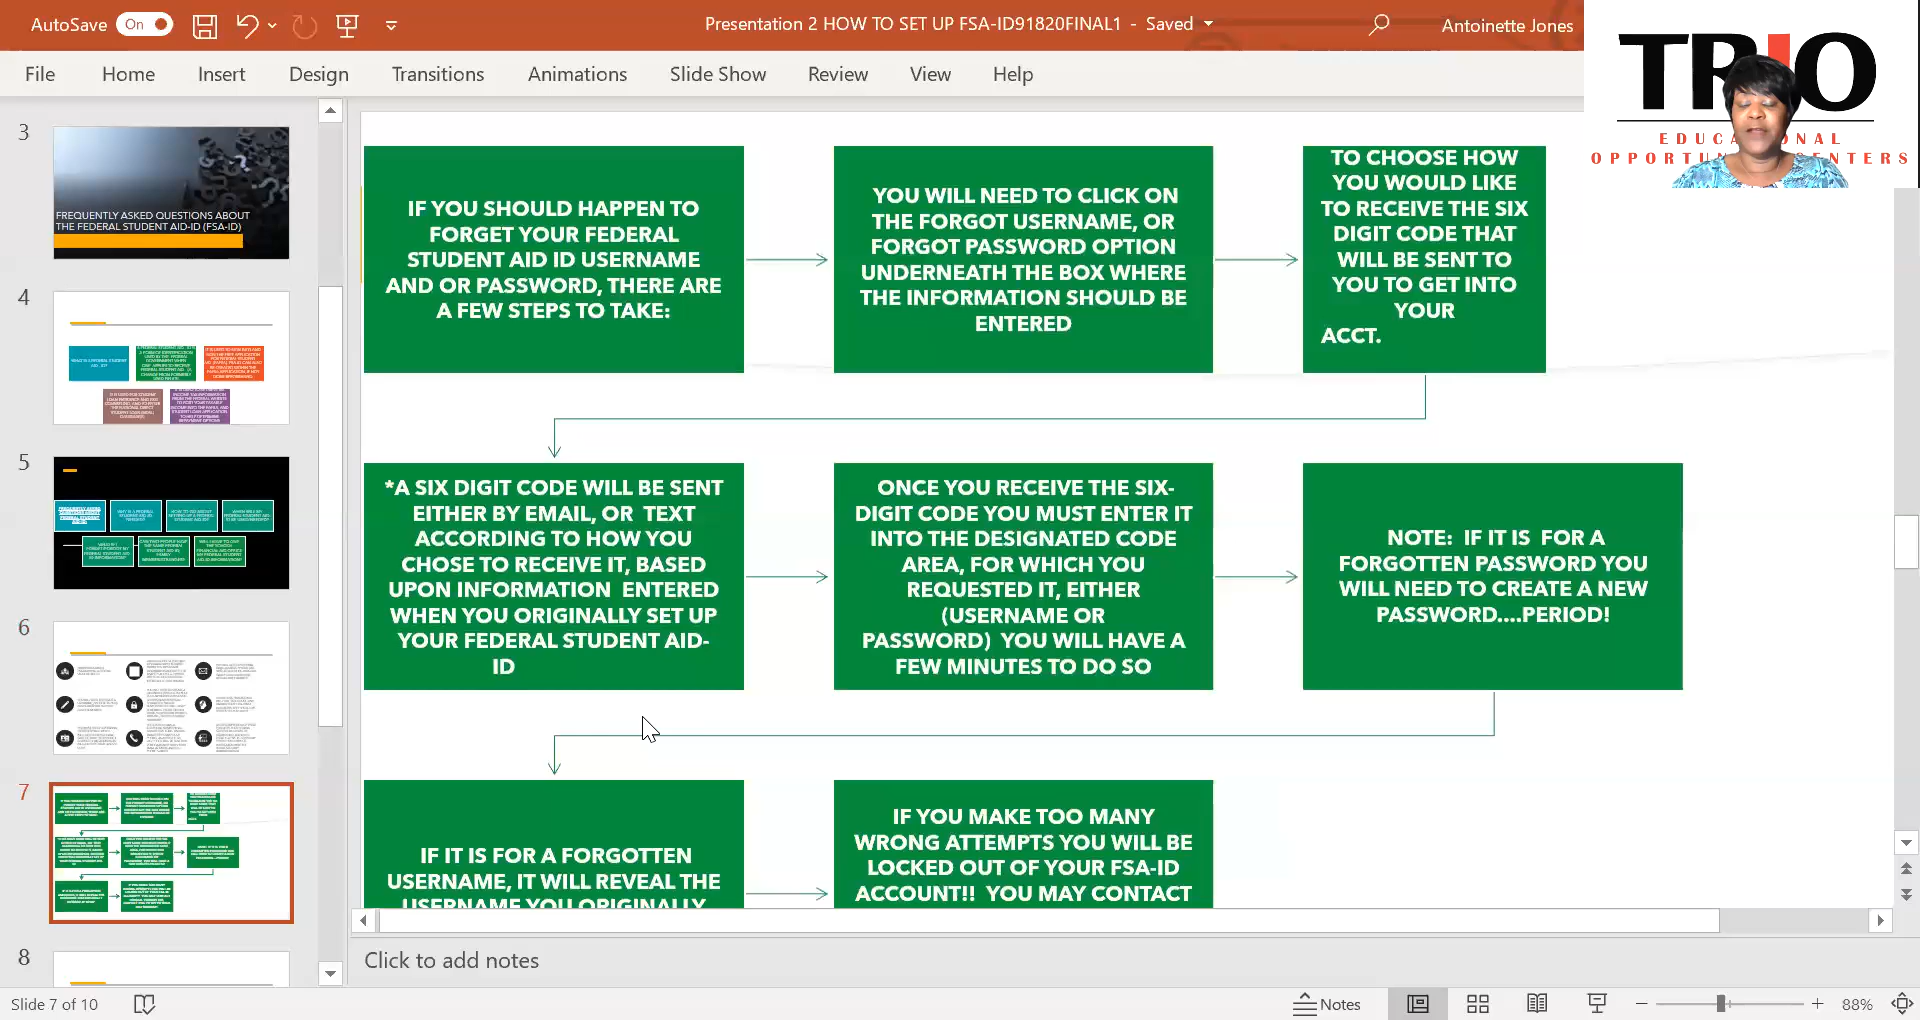 AutoSave On Presentation 2 HOW TO SET UP FSA-ID91820FINAL1 - Saved Antoinette Jones
File Home Insert Design Transitions Animations Slide Show Review View Help
TRIO
EDUCA ONAL
OPPORTUN ENTERS
3
FREQUENTLY ASKED QUESTIONS ABOUT
THE FEDERAL STUDENT AID-ID (FSA-ID)
4
5
6
7
8
IF YOU SHOULD HAPPEN TO
FORGET YOUR FEDERAL
STUDENT AID ID USERNAME
AND OR PASSWORD, THERE ARE
A FEW STEPS TO TAKE:
YOU WILL NEED TO CLICK ON
THE FORGOT USERNAME, OR
FORGOT PASSWORD OPTION
UNDERNEATH THE BOX WHERE
THE INFORMATION SHOULD BE
ENTERED
TO CHOOSE HOW
YOU WOULD LIKE
TO RECEIVE THE SIX
DIGIT CODE THAT
WILL BE SENT TO
YOU TO GET INTO
YOUR
ACCT.
*A SIX DIGIT CODE WILL BE SENT
EITHER BY EMAIL, OR TEXT
ACCORDING TO HOW YOU
CHOSE TO RECEIVE IT, BASED
UPON INFORMATION ENTERED
WHEN YOU ORIGINALLY SET UP
YOUR FEDERAL STUDENT AID-
ID
ONCE YOU RECEIVE THE SIX-
DIGIT CODE YOU MUST ENTER IT
INTO THE DESIGNATED CODE
AREA, FOR WHICH YOU
REQUESTED IT, EITHER
(USERNAME OR
PASSWORD) YOU WILL HAVE A
FEW MINUTES TO DO SO
NOTE: IF IT IS FOR A
FORGOTTEN PASSWORD YOU
WILL NEED TO CREATE A NEW
PASSWORD....PERIOD!
IF IT IS FOR A FORGOTTEN
USERNAME, IT WILL REVEAL THE
USERNAME YOU ORIGINALLY
IF YOU MAKE TOO MANY
WRONG ATTEMPTS YOU WILL BE
LOCKED OUT OF YOUR FSA-ID
ACCOUNT!! YOU MAY CONTACT
Click to add notes
Slide 7 of 10 Notes 88%